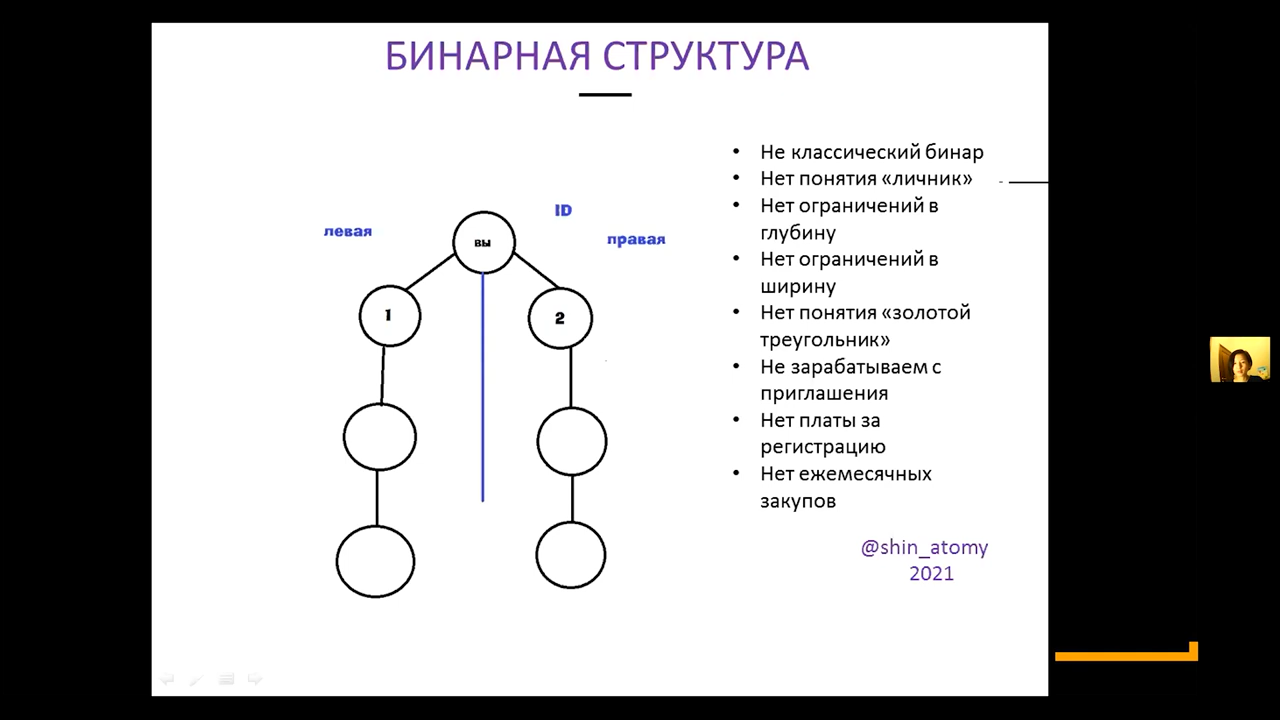 БИНАРНАЯ СТРУКТУРА
• Не классический бинар
• Нет понятия «личник»
• Нет ограничений в
глубину
• Нет ограничений в
ширину
• Нет понятия «золотой
треугольник»
• Не зарабатываем с
приглашения
• Нет платы за
регистрацию
• Нет ежемесячных
закупов
ID
левая
правая
вы
1
2
@shin_atomy
2021